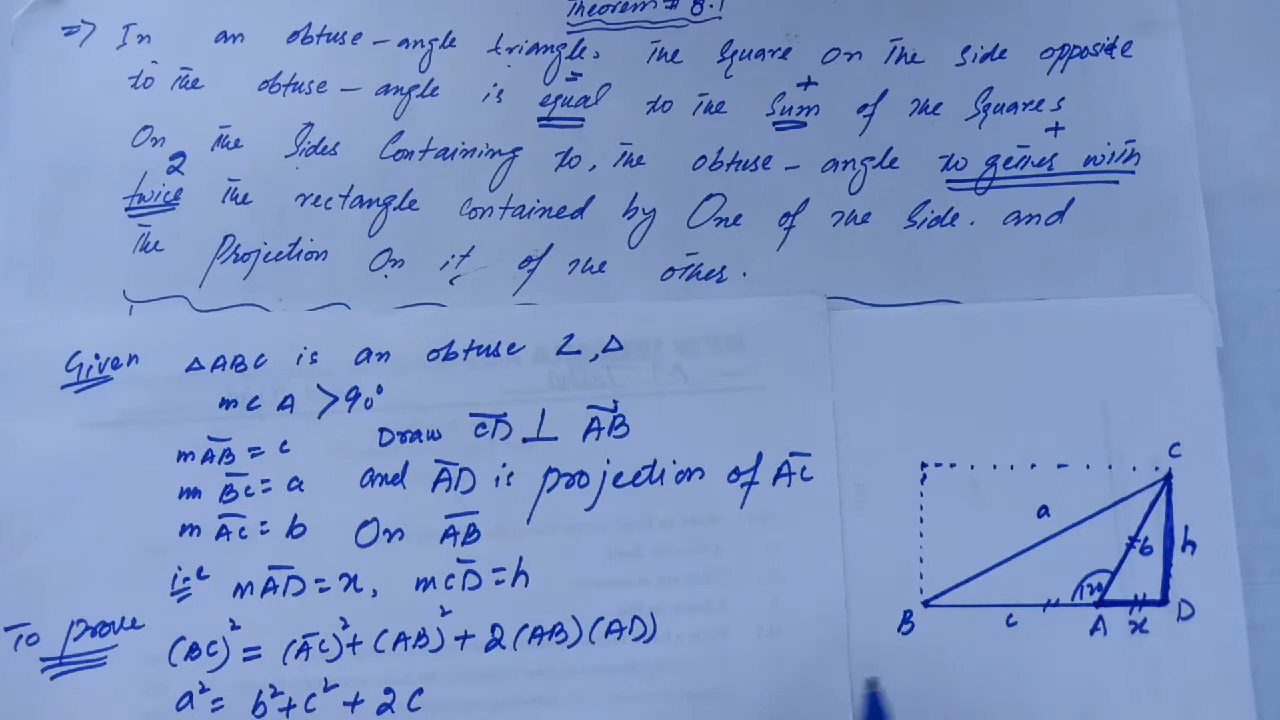 Theorem # 8.1
=> In an obtuse-angle triangle, The Square on The side opposite
to the obtuse-angle is equal to the Sum of the Squares
= +
On the Sides Containing to, the obtuse-angle to gether with
2 +
twice the rectangle contained by One of the Side. and
the Projection On it of the other.
Given △ABC is an obtuse ∠,△
m∠A > 90°
mAB = c Draw CD ⊥ AB
m BC = a and AD is projection of AC
m AC = b On AB
i-e mAD = x, mCD = h
To prove
(BC)² = (AC)² + (AB)² + 2(AB)(AD)
a² = b² + c² + 2c
C
a
b
h
120
B
c
A
x
D